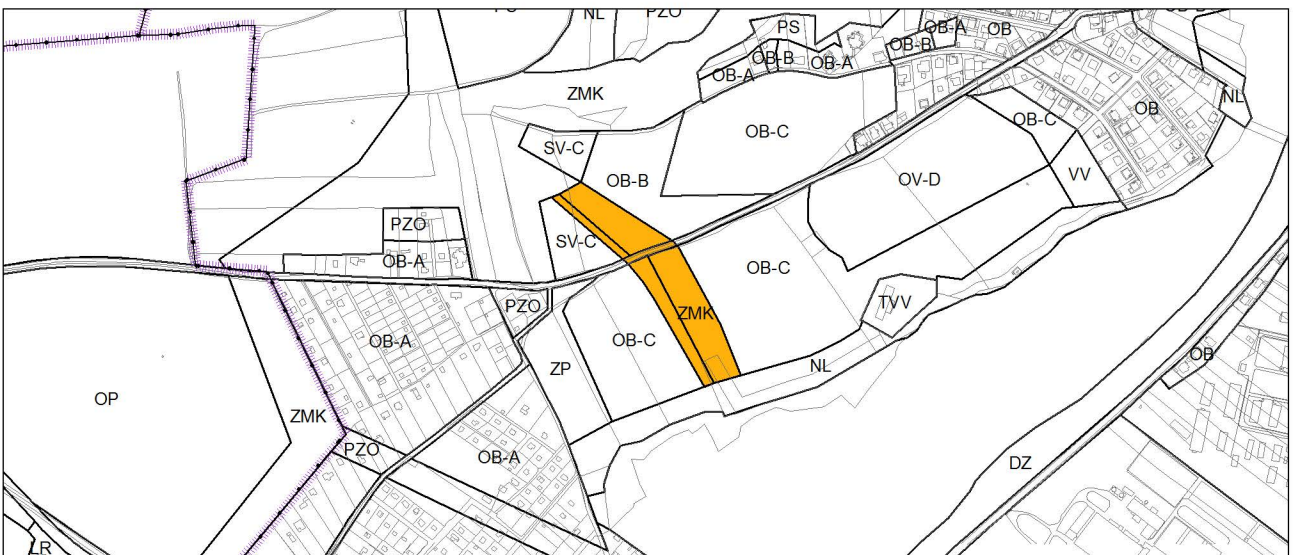 NL
PZO
PS
OB-A
OB
OB-B
OB-B
OB-A
OB-A
ZMK
NL
OB
OB-C
OB-C
SV-C
VV
OB-B
OV-D
PZO
SV-C
OB-A
OB-C
PZO
TVV
ZMK
OB-A
OB-C
OB
ZP
NL
OP
ZMK
PZO
OB-A
DZ
LR